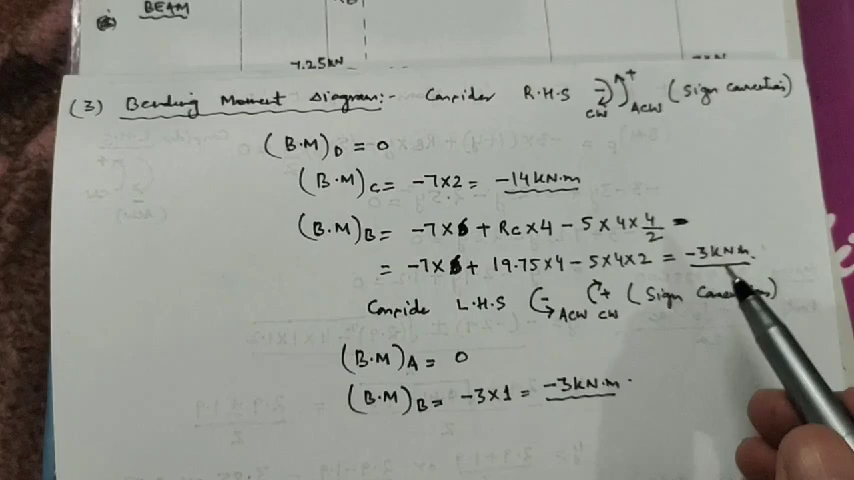 BEAM
-7.25kN
(3) Bending Moment Diagram:- Conpider R.H.S CW - + ACW (Sign convention)
(B.M)D = 0
(B.M)C = -7×2 = -14KN.m
(B.M)B = -7×6 + RC×4 - 5×4×4/2
= -7×6 + 19.75×4 - 5×4×2 = -3KN.m.
Conpide L.H.S - ACW + CW (Sign Convention)
(B.M)A = 0
(B.M)B = -3×1 = -3KN.m.